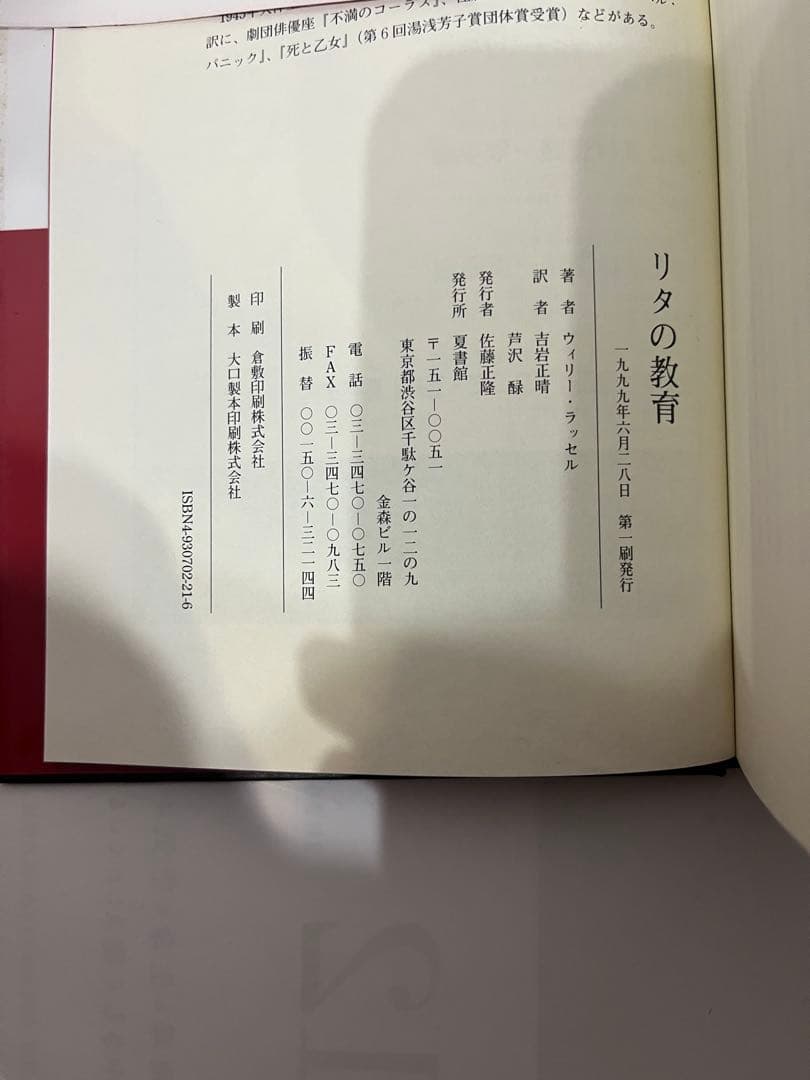 訳に、劇団俳優座『不満のコーラス』、
パニック』、『死と乙女』(第6回湯浅芳子賞団体賞受賞)などがある。
リタの教育
一九九九年六月二八日 第一刷発行
著者 ウィリー・ラッセル
訳者 吉岩正晴
芦沢 醁
発行者 佐藤正隆
発行所 夏書館
〒一五一―〇〇五一
東京都渋谷区千駄ケ谷一の一二の九
金森ビル一階
電話 〇三―三四七〇―〇七五〇
FAX 〇三―三四七〇―〇九八三
振替 〇〇一五〇―六―三二一四四
印刷 倉敷印刷株式会社
製本 大口製本印刷株式会社
ISBN4-930702-21-6